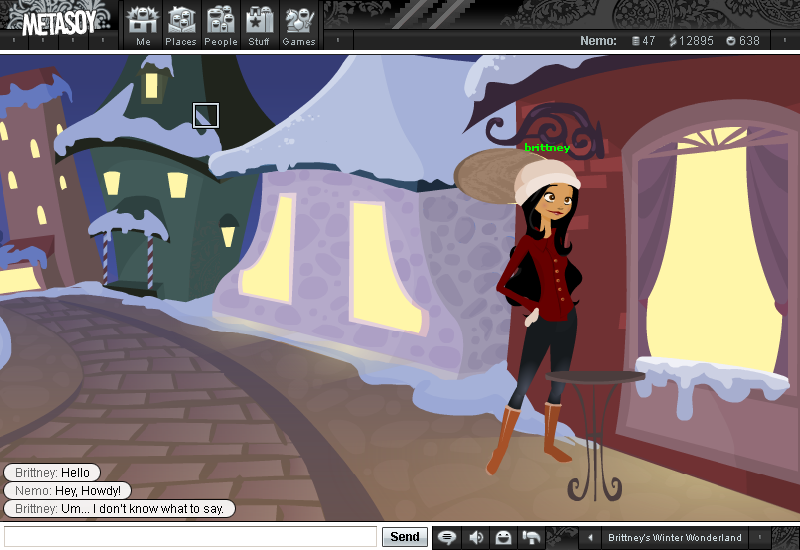 METASOY
Me Places People Stuff Games
Nemo: 47 12895 638
brittney
Brittney: Hello
Nemo: Hey, Howdy!
Brittney: Um... I don't know what to say.
Send
Brittney's Winter Wonderland